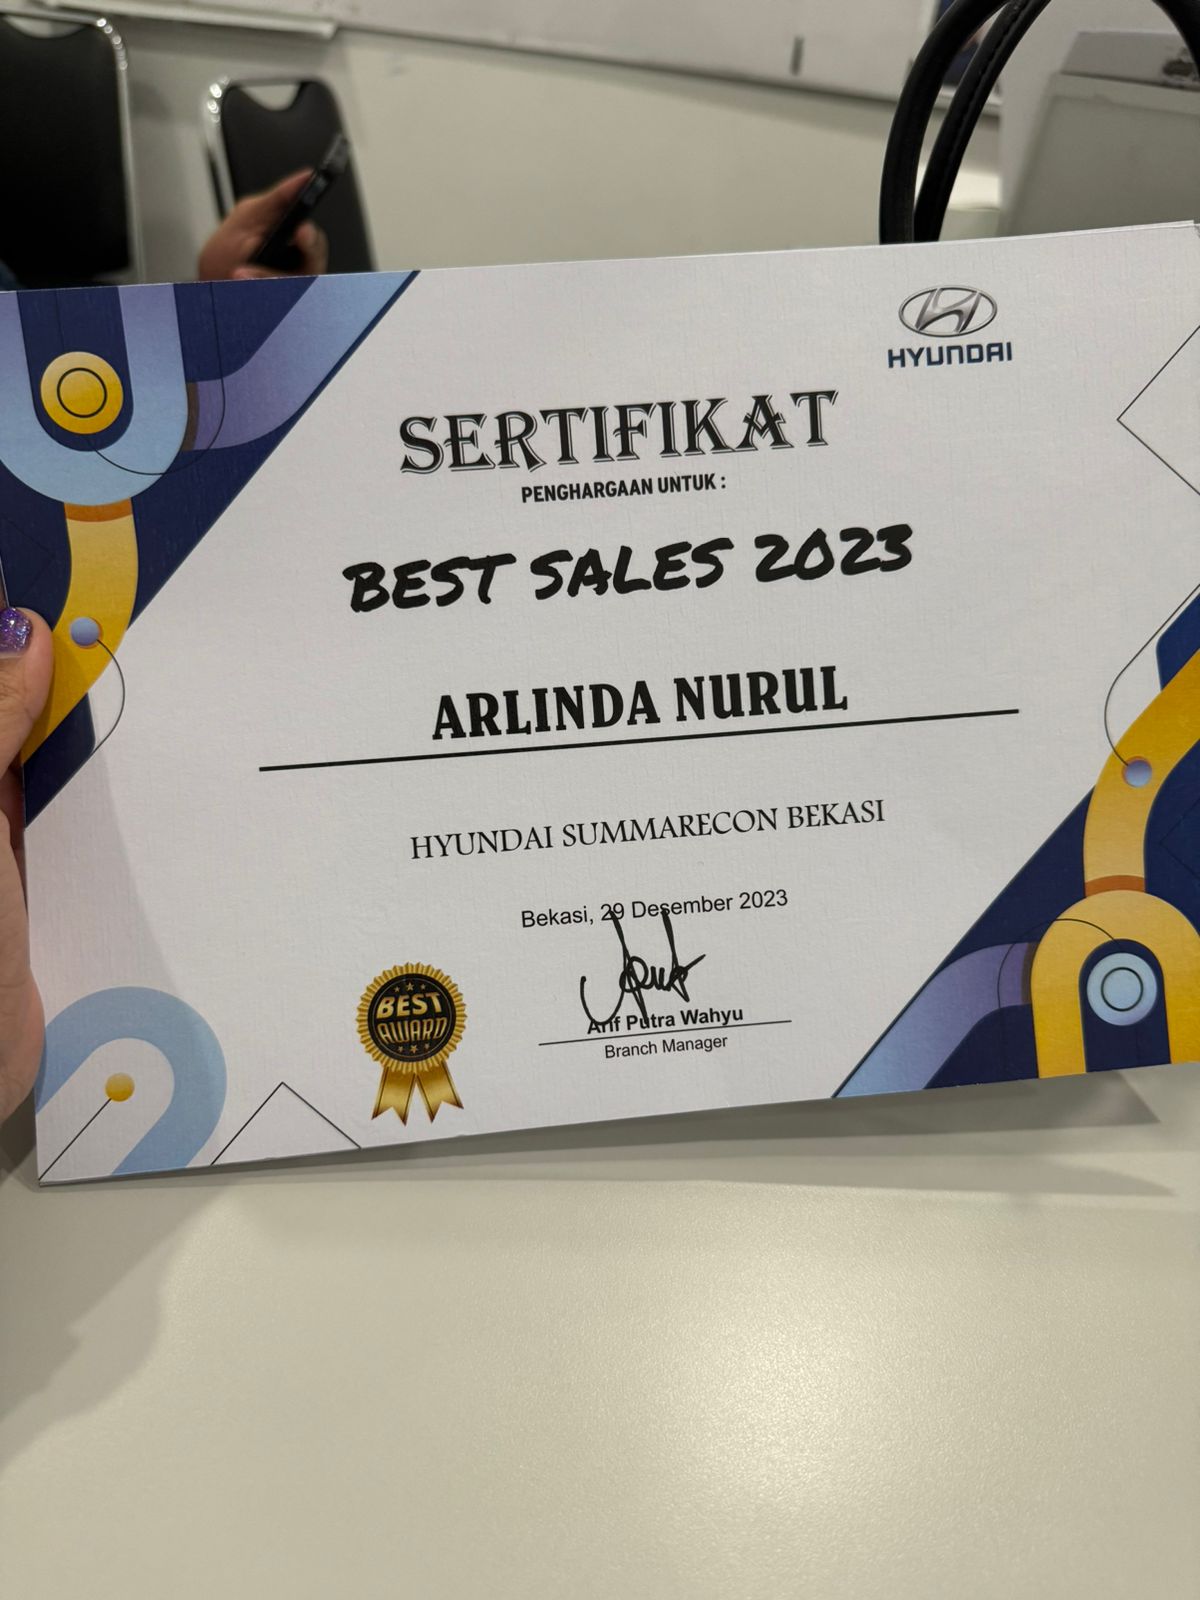 HYUNDAI
SERTIFIKAT
PENGHARGAAN UNTUK :
BEST SALES 2023
ARLINDA NURUL
HYUNDAI SUMMARECON BEKASI
Bekasi, 29 Desember 2023
Arif Putra Wahyu
Branch Manager
BEST
AWARD